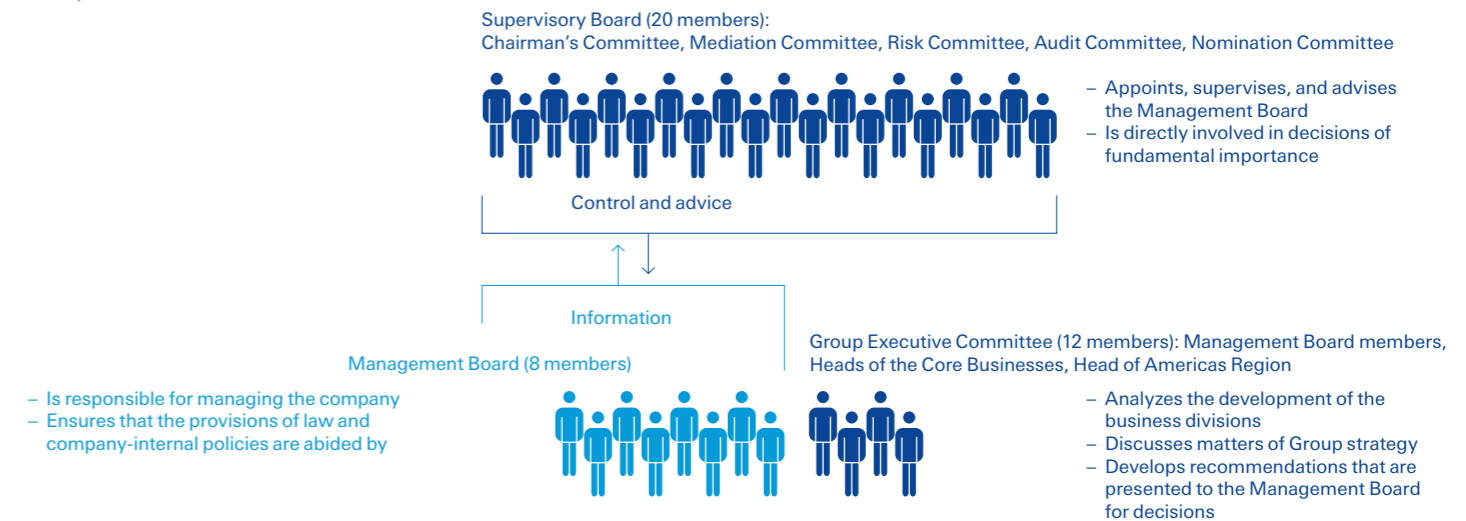 Supervisory Board (20 members):
Chairman's Committee, Mediation Committee, Risk Committee, Audit Committee, Nomination Committee
– Appoints, supervises, and advises
the Management Board
– Is directly involved in decisions of
fundamental importance
Control and advice
Information
Management Board (8 members)
– Is responsible for managing the company
– Ensures that the provisions of law and
company-internal policies are abided by
Group Executive Committee (12 members): Management Board members,
Heads of the Core Businesses, Head of Americas Region
– Analyzes the development of the
business divisions
– Discusses matters of Group strategy
– Develops recommendations that are
presented to the Management Board
for decisions